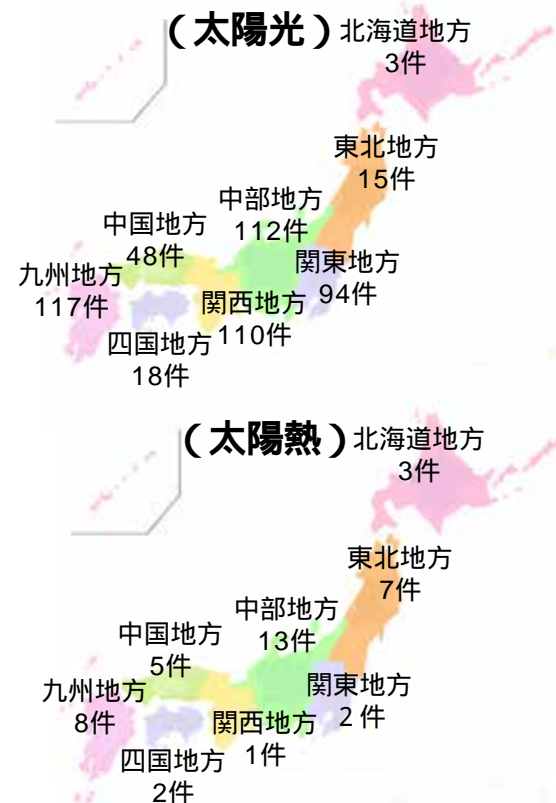 （太陽光）
北海道地方
3件
東北地方
15件
中部地方
112件
中国地方
48件
関東地方
94件
九州地方
117件
関西地方
110件
四国地方
18件
（太陽熱）
北海道地方
3件
東北地方
7件
中部地方
13件
中国地方
5件
関東地方
2件
九州地方
8件
関西地方
1件
四国地方
2件